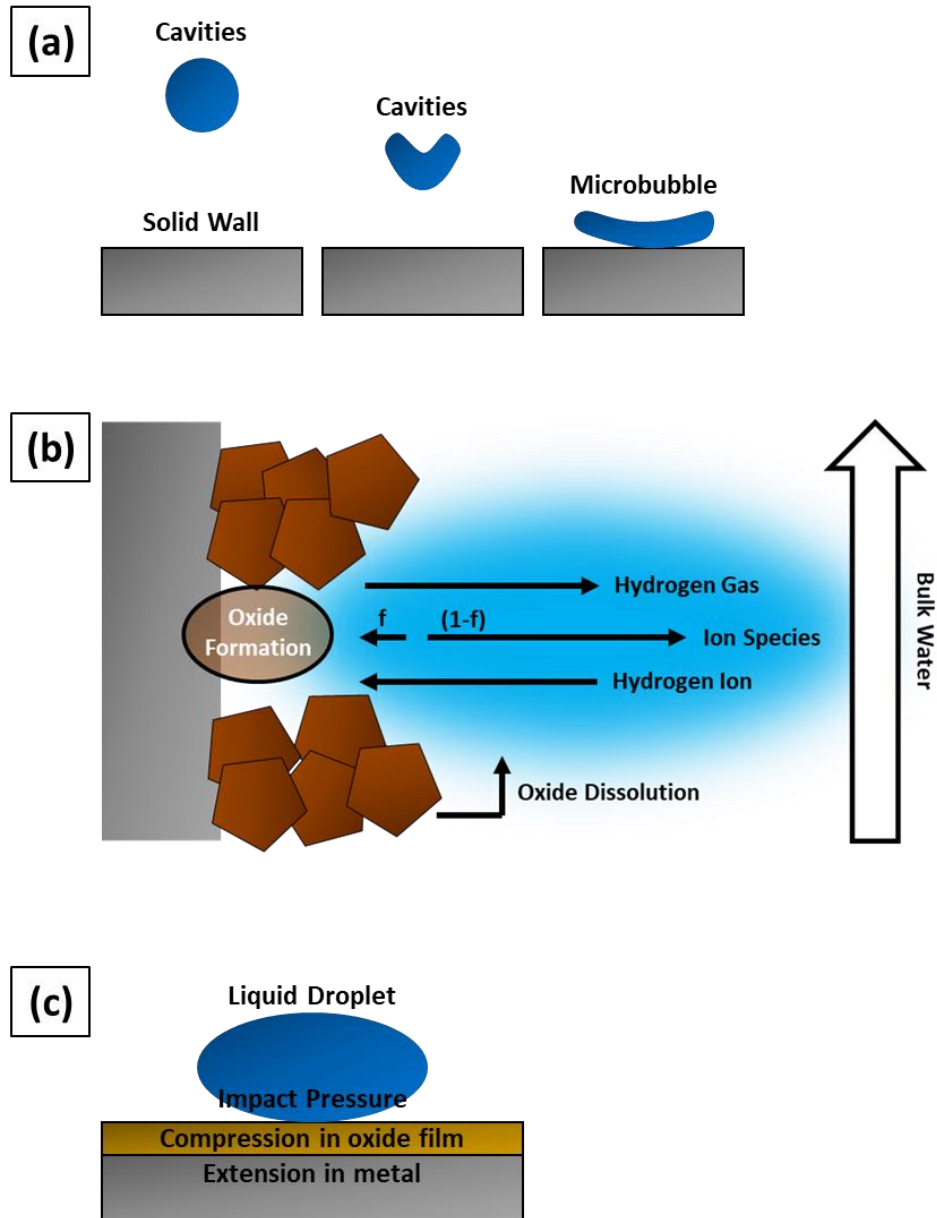 (a)
Cavities
Cavities
Microbubble
Solid Wall
(b)
Hydrogen Gas
Oxide
Formation
f
(1-f)
Ion Species
Hydrogen Ion
Bulk Water
Oxide Dissolution
(c)
Liquid Droplet
Impact Pressure
Compression in oxide film
Extension in metal